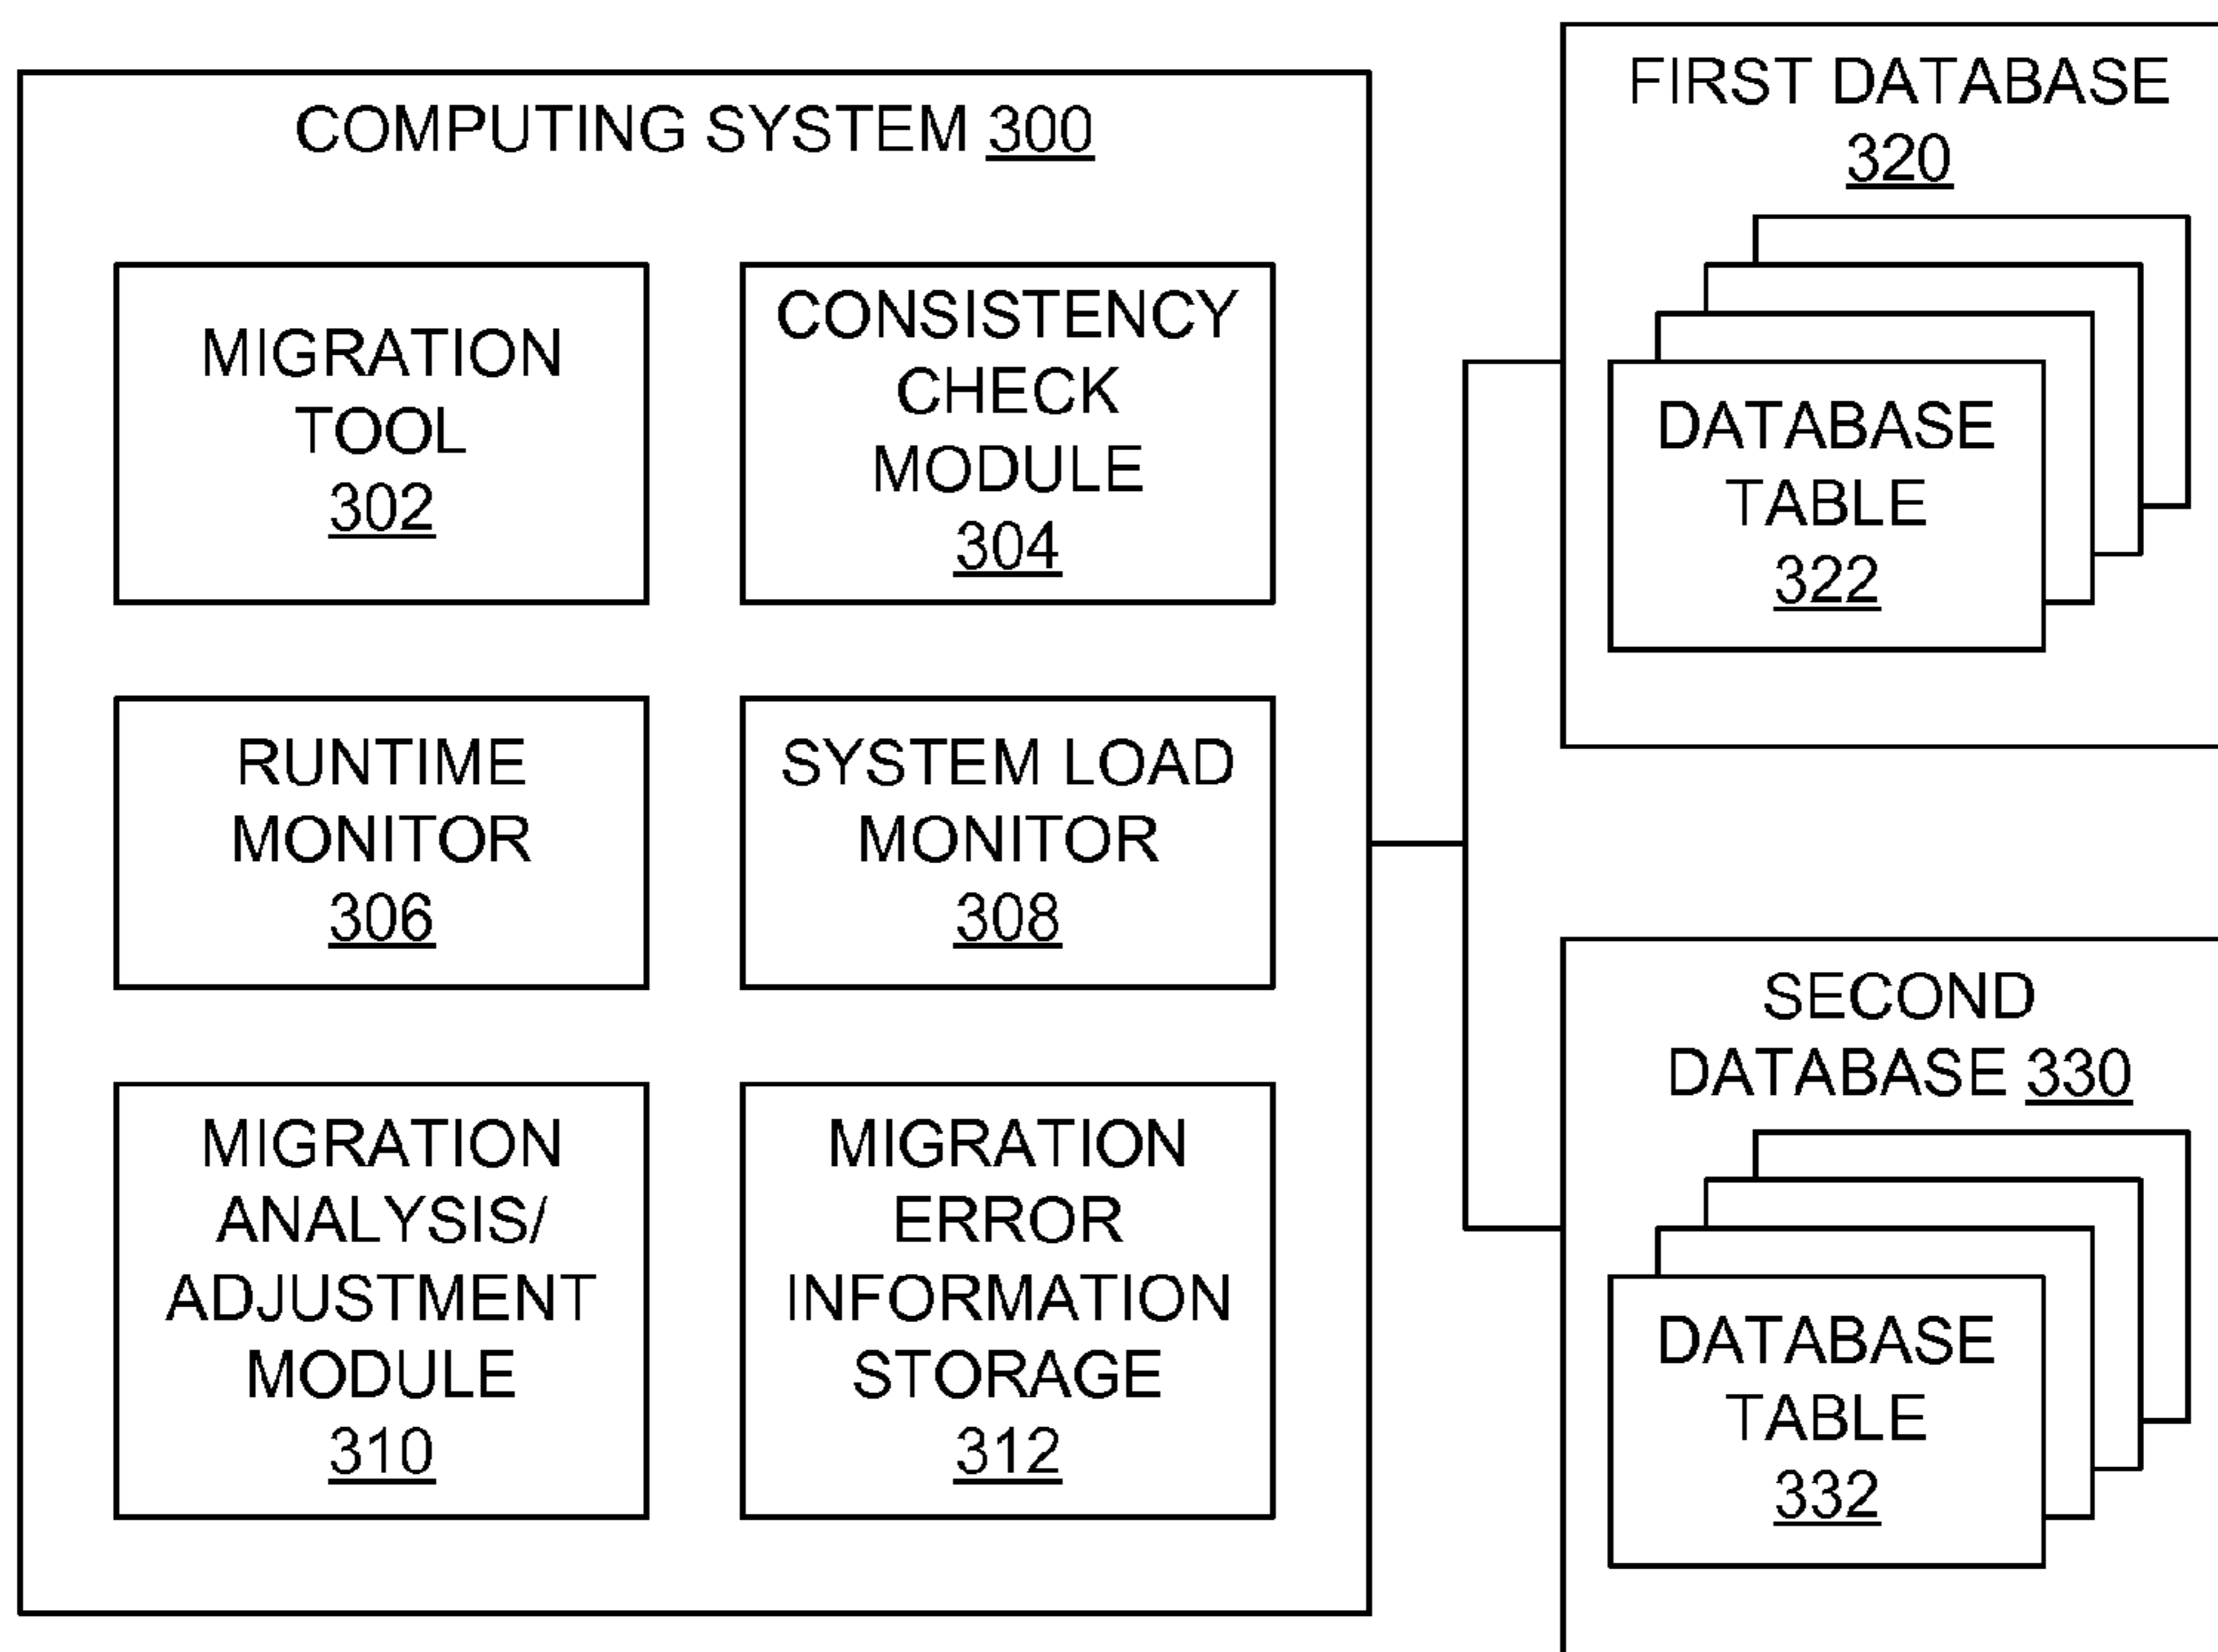 COMPUTING SYSTEM 300
MIGRATION
TOOL
302
CONSISTENCY
CHECK
MODULE
304
RUNTIME
MONITOR
306
SYSTEM LOAD
MONITOR
308
MIGRATION
ANALYSIS/
ADJUSTMENT
MODULE
310
MIGRATION
ERROR
INFORMATION
STORAGE
312
FIRST DATABASE
320
DATABASE
TABLE
322
SECOND
DATABASE 330
DATABASE
TABLE
332